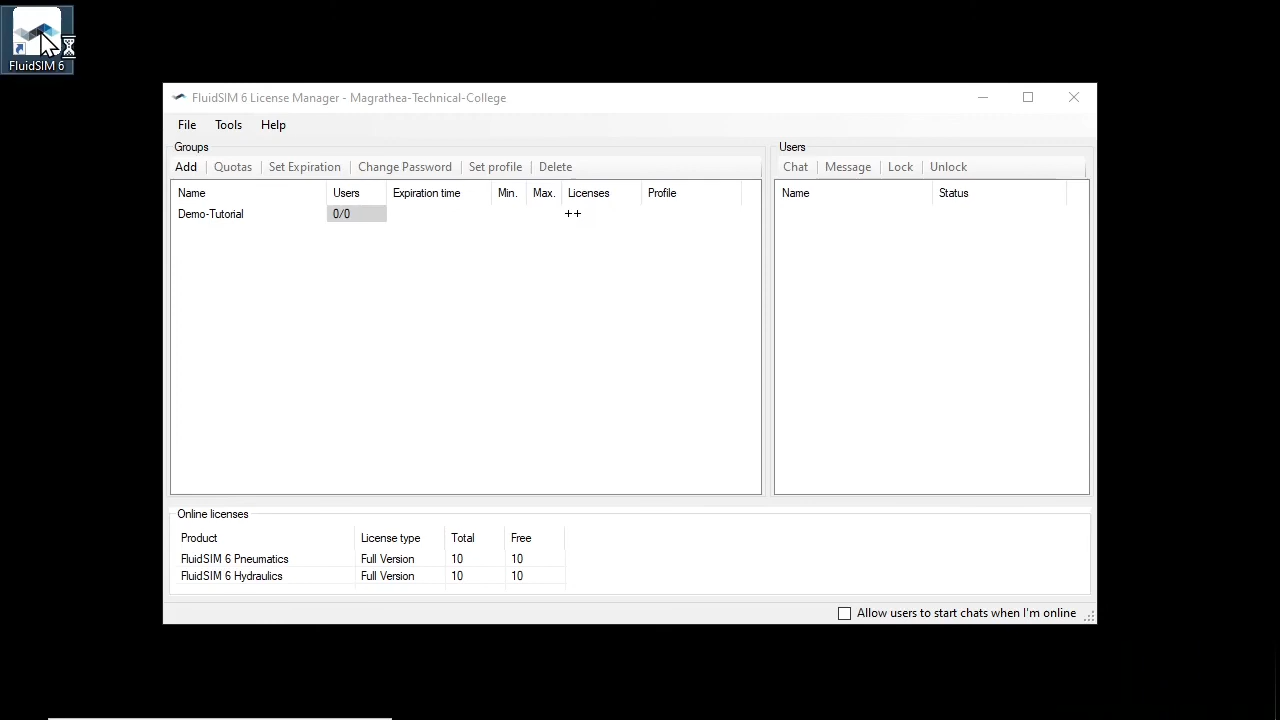 FluidSIM 6
FluidSIM 6 License Manager - Magrathea-Technical-College
File Tools Help
Groups
Add Quotas Set Expiration Change Password Set profile Delete
Name Users Expiration time Min. Max. Licenses Profile
Demo-Tutorial 0/0 ++
Users
Chat Message Lock Unlock
Name Status
Online licenses
Product License type Total Free
FluidSIM 6 Pneumatics Full Version 10 10
FluidSIM 6 Hydraulics Full Version 10 10
Allow users to start chats when I'm online